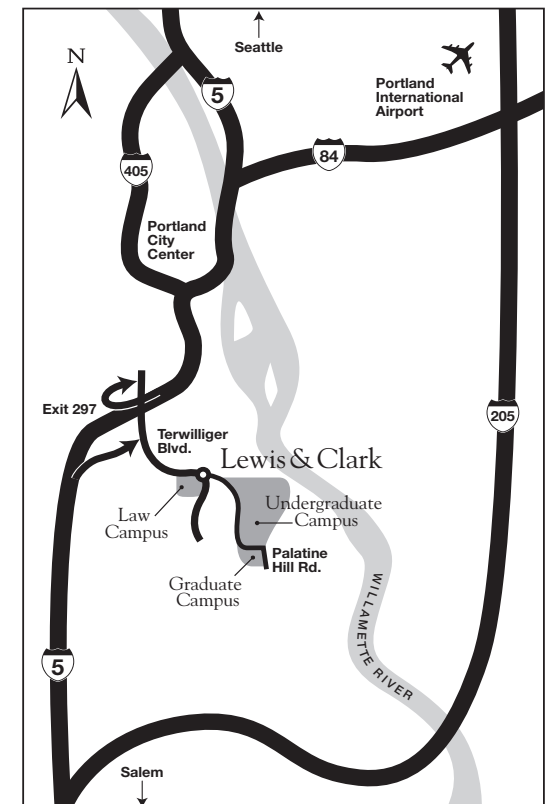 Seattle
N
Portland
International
Airport
5
84
405
Portland
City
Center
Exit 297
205
Terwilliger
Blvd.
Lewis & Clark
Law
Campus
Undergraduate
Campus
Palatine
Hill Rd.
Graduate
Campus
WILLAMETTE RIVER
5
Salem